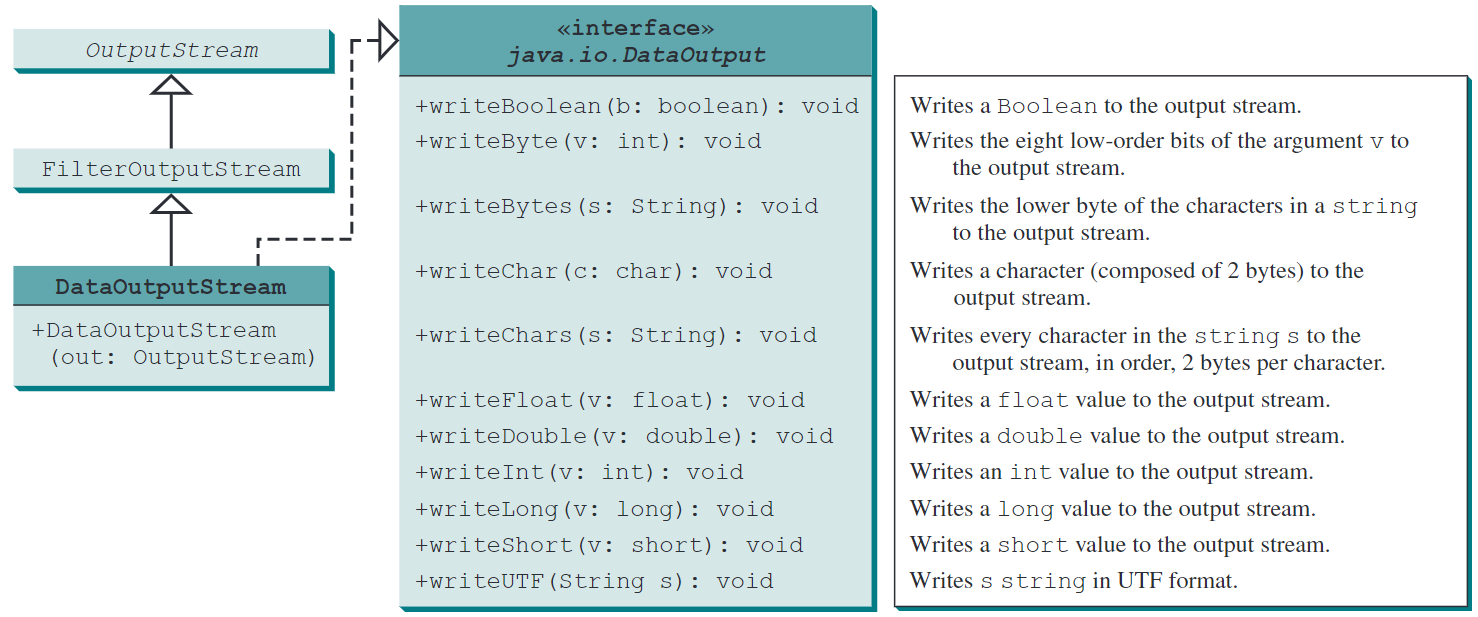 OutputStream
FilterOutputStream
DataOutputStream
+DataOutputStream
(out: OutputStream)
«interface»
java.io.DataOutput
+writeBoolean(b: boolean): void
+writeByte(v: int): void
+writeBytes(s: String): void
+writeChar(c: char): void
+writeChars(s: String): void
+writeFloat(v: float): void
+writeDouble(v: double): void
+writeInt(v: int): void
+writeLong(v: long): void
+writeShort(v: short): void
+writeUTF(String s): void
Writes a Boolean to the output stream.
Writes the eight low-order bits of the argument v to
the output stream.
Writes the lower byte of the characters in a string
to the output stream.
Writes a character (composed of 2 bytes) to the
output stream.
Writes every character in the string s to the
output stream, in order, 2 bytes per character.
Writes a float value to the output stream.
Writes a double value to the output stream.
Writes an int value to the output stream.
Writes a long value to the output stream.
Writes a short value to the output stream.
Writes s string in UTF format.